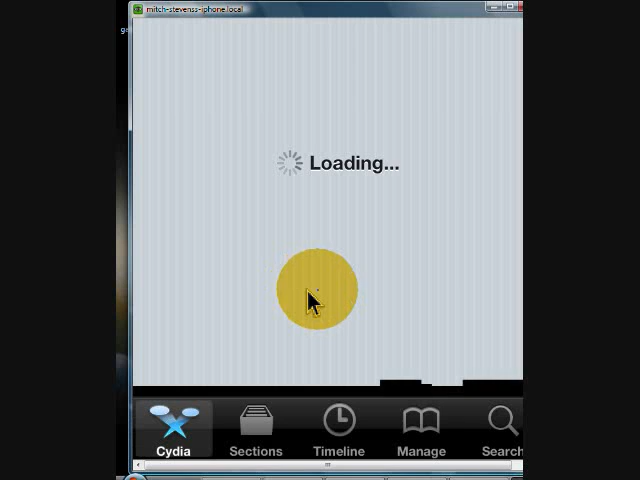 mitch-stevenss-iphone.local
Loading...
Cydia
Sections
Timeline
Manage
Search